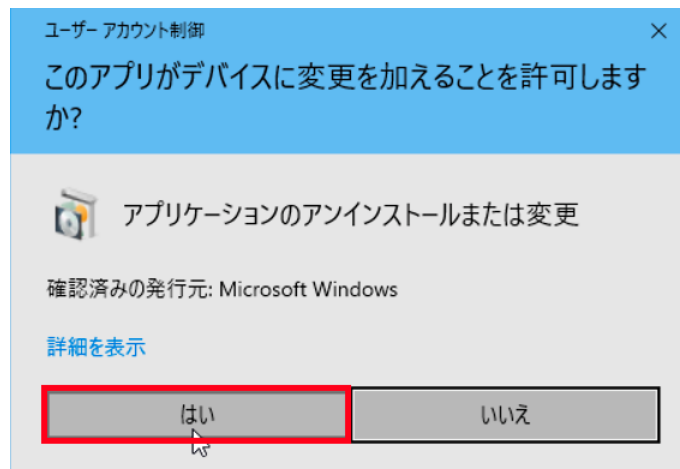 ユーザー アカウント制御
このアプリがデバイスに変更を加えることを許可します
か?
アプリケーションのアンインストールまたは変更
確認済みの発行元: Microsoft Windows
詳細を表示
はい
いいえ